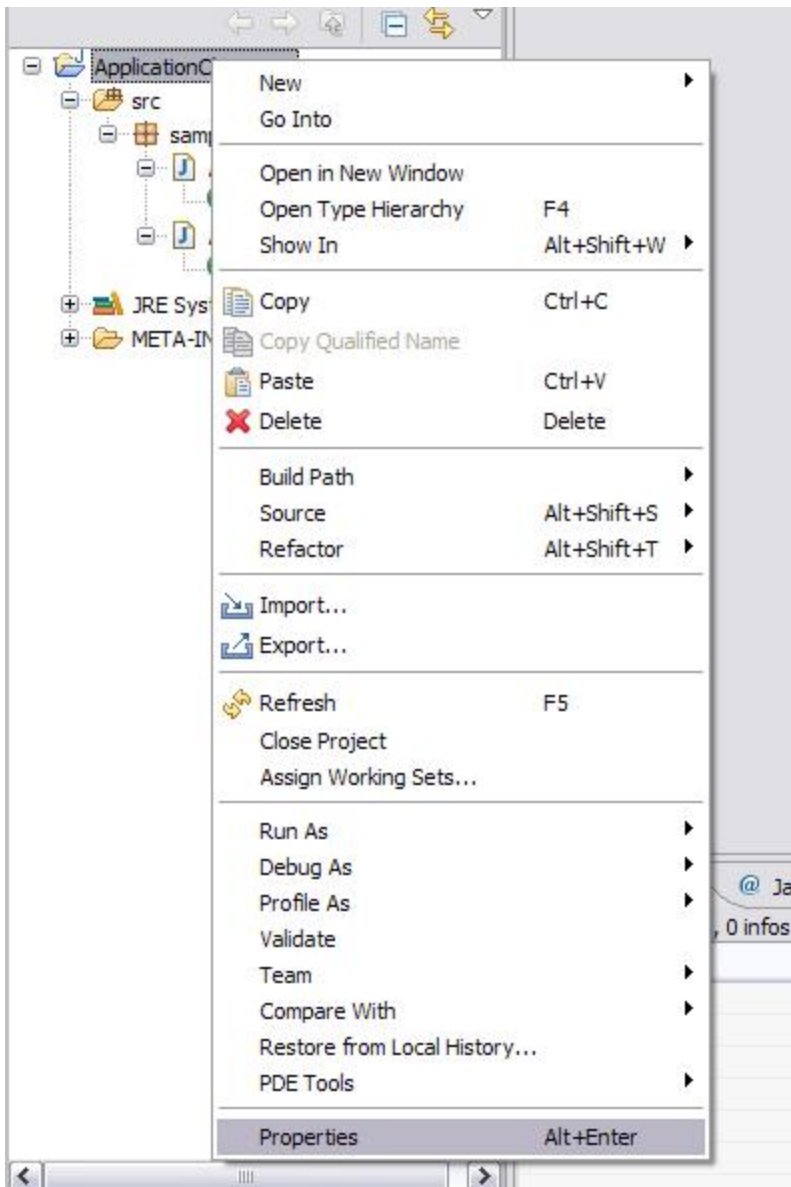 ApplicationC
src
JRE Sys
META-IN
New
Go Into
Open in New Window
Open Type Hierarchy F4
Show In Alt+Shift+W
Copy Ctrl+C
Copy Qualified Name
Paste Ctrl+V
Delete Delete
Build Path
Source Alt+Shift+S
Refactor Alt+Shift+T
Import...
Export...
Refresh F5
Close Project
Assign Working Sets...
Run As
Debug As
Profile As
Validate
Team
Compare With
Restore from Local History...
PDE Tools
Properties Alt+Enter
@ Ja
, 0 infos